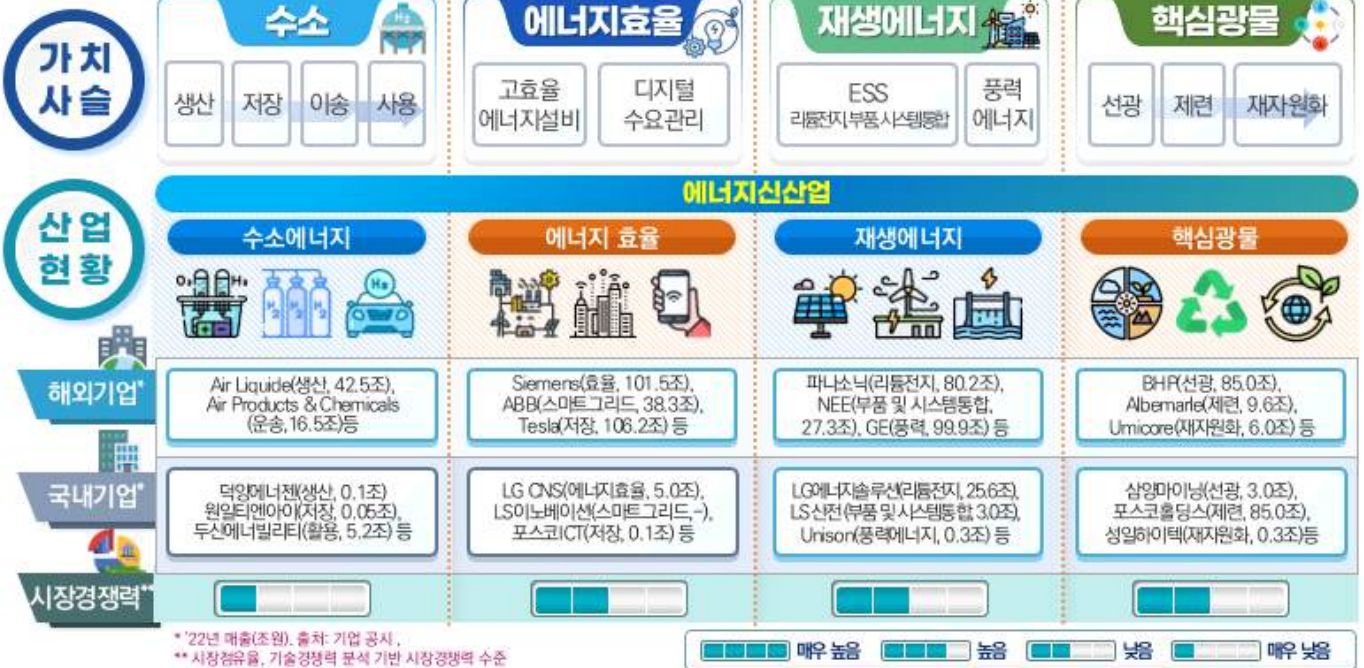 가치
사슬
수소
H₂
생산
저장
이송
사용
에너지효율
고효율
에너지설비
디지털
수요관리
재생에너지
ESS
리튬전지,부품,시스템통합
풍력
에너지
핵심광물
선광
제련
재자원화
에너지신산업
산업
현황
수소에너지
에너지 효율
재생에너지
핵심광물
O₂
H₂
H₂
H₂
H₂
H₂
해외기업*
Air Liquide(생산, 42.5조),
Air Products & Chemicals
(운송,16.5조)등
Siemens(효율, 101.5조),
ABB(스마트그리드, 38.3조),
Tesla(저장, 106.2조) 등
파나소닉(리튬전지, 80.2조),
NEE(부품 및 시스템통합,
27.3조), GE(풍력, 99.9조) 등
BHP(선광, 85.0조),
Albemarle(제련, 9.6조),
Umicore(재자원화, 6.0조) 등
국내기업*
덕양에너젠(생산, 0.1조)
원일티엔아이(저장, 0.05조),
두산에너빌리티(활용, 5.2조) 등
LG CNS(에너지효율, 5.0조),
LS이노베이션(스마트그리드,-),
포스코ICT(저장, 0.1조) 등
LG에너지솔루션(리튬전지, 25.6조),
LS산전(부품 및 시스템통합, 3.0조),
Unison(풍력에너지, 0.3조) 등
삼양마이닝(선광, 3.0조),
포스코홀딩스(제련, 85.0조),
성일하이텍(재자원화, 0.3조)등
시장경쟁력**
* '22년 매출(조원), 출처: 기업 공시 ,
** 시장점유율, 기술경쟁력 분석 기반 시장경쟁력 수준
매우 높음
높음
낮음
매우 낮음